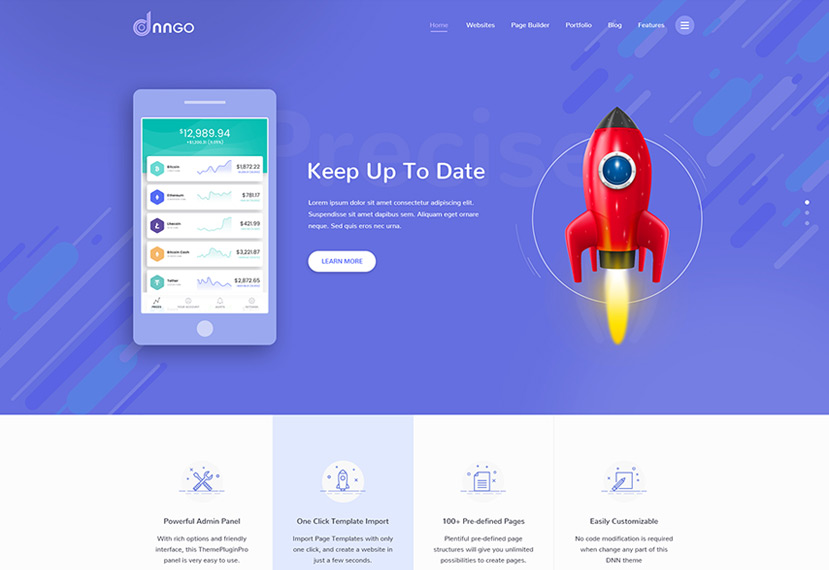 dnnGO
Home Websites Page Builder Portfolio Blog Features
Precise
$12,989.94
Bitcoin $1,872.22
Ethereum $781.17
Litecoin $421.99
Bitcoin Cash $3,221.87
Tether $2,872.65
Keep Up To Date
Lorem ipsum dolor sit amet consectetur adipiscing elit.
Suspendisse sit amet dapibus sem. Aliquam eget ornare
neque. Sed quis eros nec urna.
LEARN MORE
Powerful Admin Panel
With rich options and friendly
interface, this ThemePluginPro
panel is very easy to use.
One Click Template Import
Import Page Templates with only
one click, and create a website in
just a few seconds.
100+ Pre-defined Pages
Plentiful pre-defined page
structures will give you unlimited
possibilities to create pages.
Easily Customizable
No code modification is required
when change any part of this
DNN theme